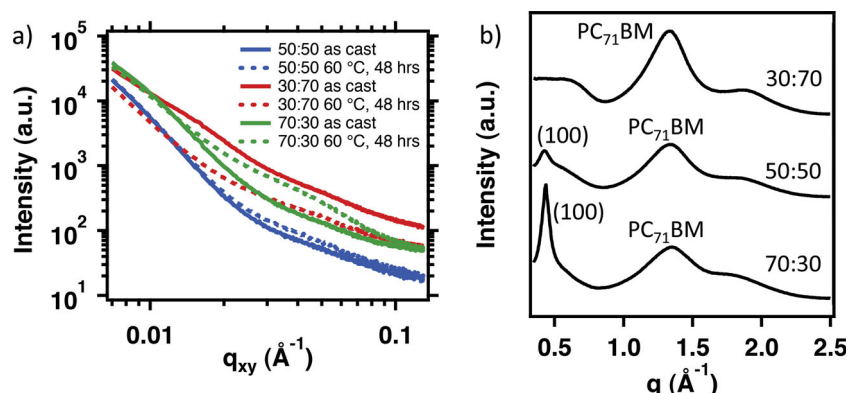 a)
Intensity (a.u.)
10⁵
10⁴
10³
10²
10¹
50:50 as cast
50:50 60 °C, 48 hrs
30:70 as cast
30:70 60 °C, 48 hrs
70:30 as cast
70:30 60 °C, 48 hrs
0.01
0.1
qxy (Å⁻¹)
b)
Intensity (a.u.)
PC₇₁BM
30:70
(100)
PC₇₁BM
50:50
(100)
PC₇₁BM
70:30
0.5
1.0
1.5
2.0
2.5
q (Å⁻¹)